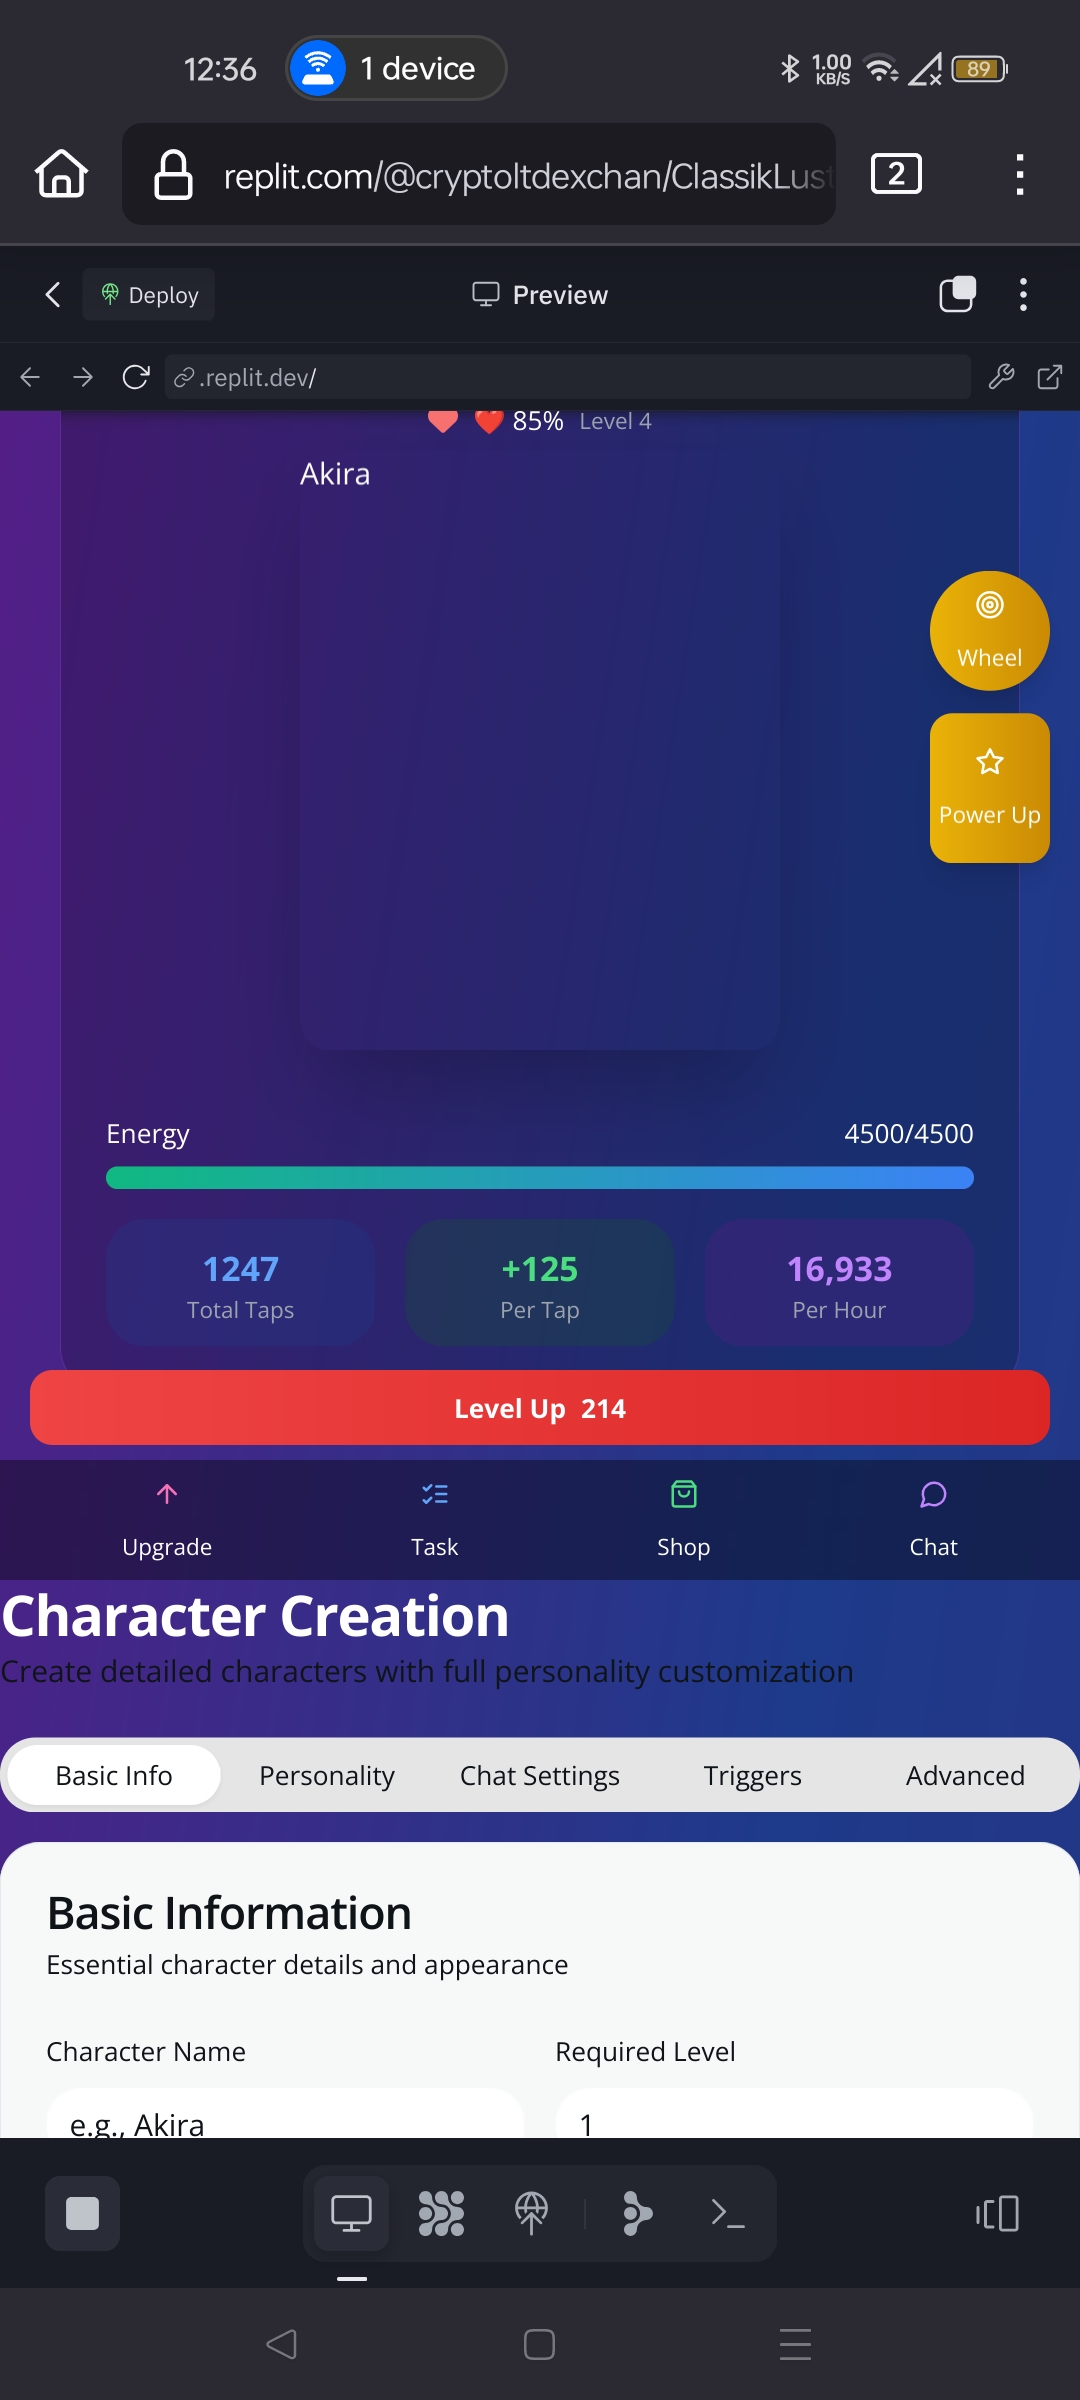 12:36
1 device
1.00
KB/S
89
replit.com/@cryptoltdexchan/ClassikLust
2
Deploy
Preview
.replit.dev/
85% Level 4
Akira
Wheel
Power Up
Energy
4500/4500
1247
Total Taps
+125
Per Tap
16,933
Per Hour
Level Up 214
Upgrade
Task
Shop
Chat
Character Creation
Create detailed characters with full personality customization
Basic Info
Personality
Chat Settings
Triggers
Advanced
Basic Information
Essential character details and appearance
Character Name
Required Level
e.g., Akira
1